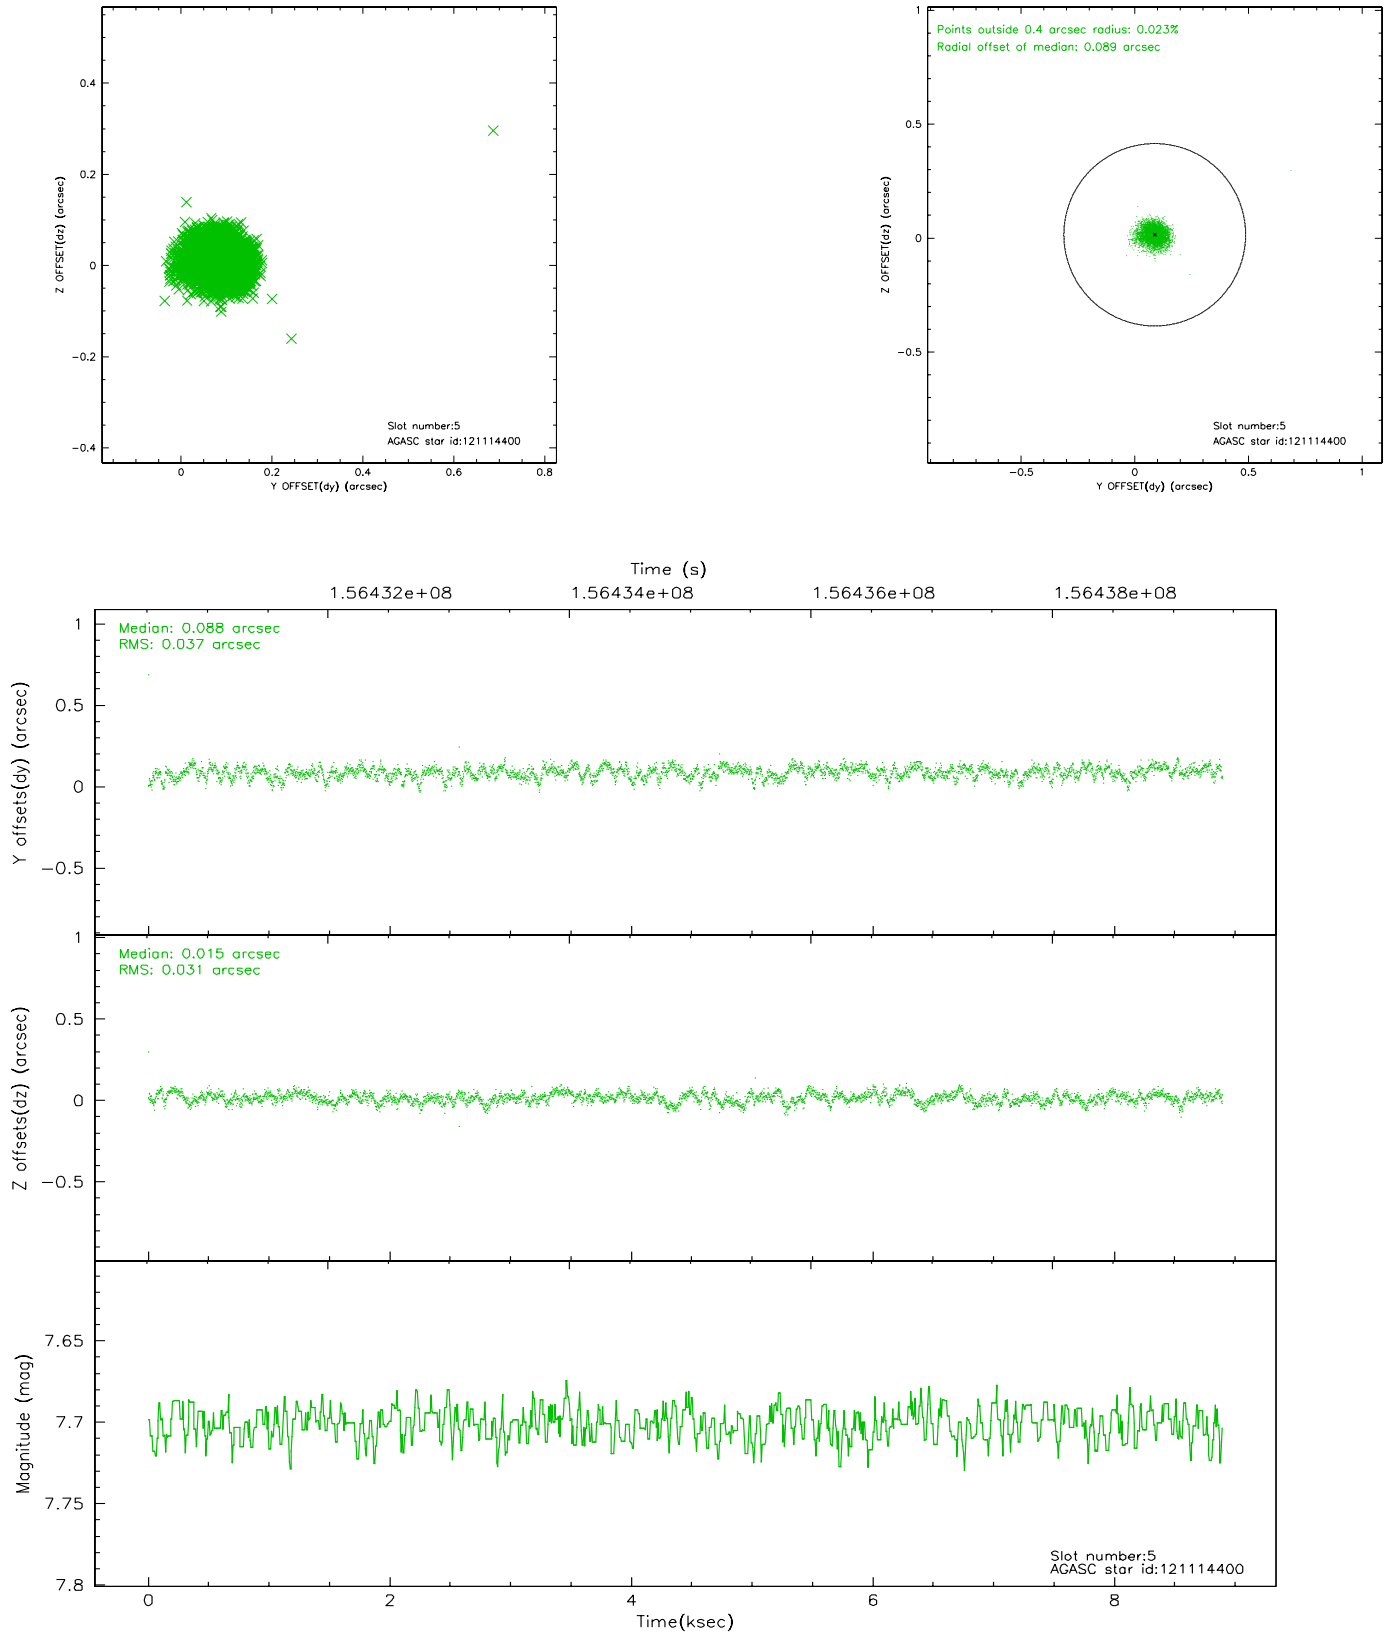 0.4
0.2
0
−0.2
−0.4
Z OFFSET(dz) (arcsec)
Slot number:5
AGASC star id:121114400
0 0.2 0.4 0.6 0.8
Y OFFSET(dy) (arcsec)
Points outside 0.4 arcsec radius: 0.023%
Radial offset of median: 0.089 arcsec
1
0.5
0
−0.5
Z OFFSET(dz) (arcsec)
Slot number:5
AGASC star id:121114400
−0.5 0 0.5 1
Y OFFSET(dy) (arcsec)
Time (s)
1.56432e+08 1.56434e+08 1.56436e+08 1.56438e+08
Median: 0.088 arcsec
RMS: 0.037 arcsec
1
0.5
0
−0.5
Y offsets(dy) (arcsec)
Median: 0.015 arcsec
RMS: 0.031 arcsec
1
0.5
0
−0.5
Z offsets(dz) (arcsec)
7.65
7.7
7.75
7.8
Magnitude (mag)
Slot number:5
AGASC star id:121114400
0 2 4 6 8
Time(ksec)